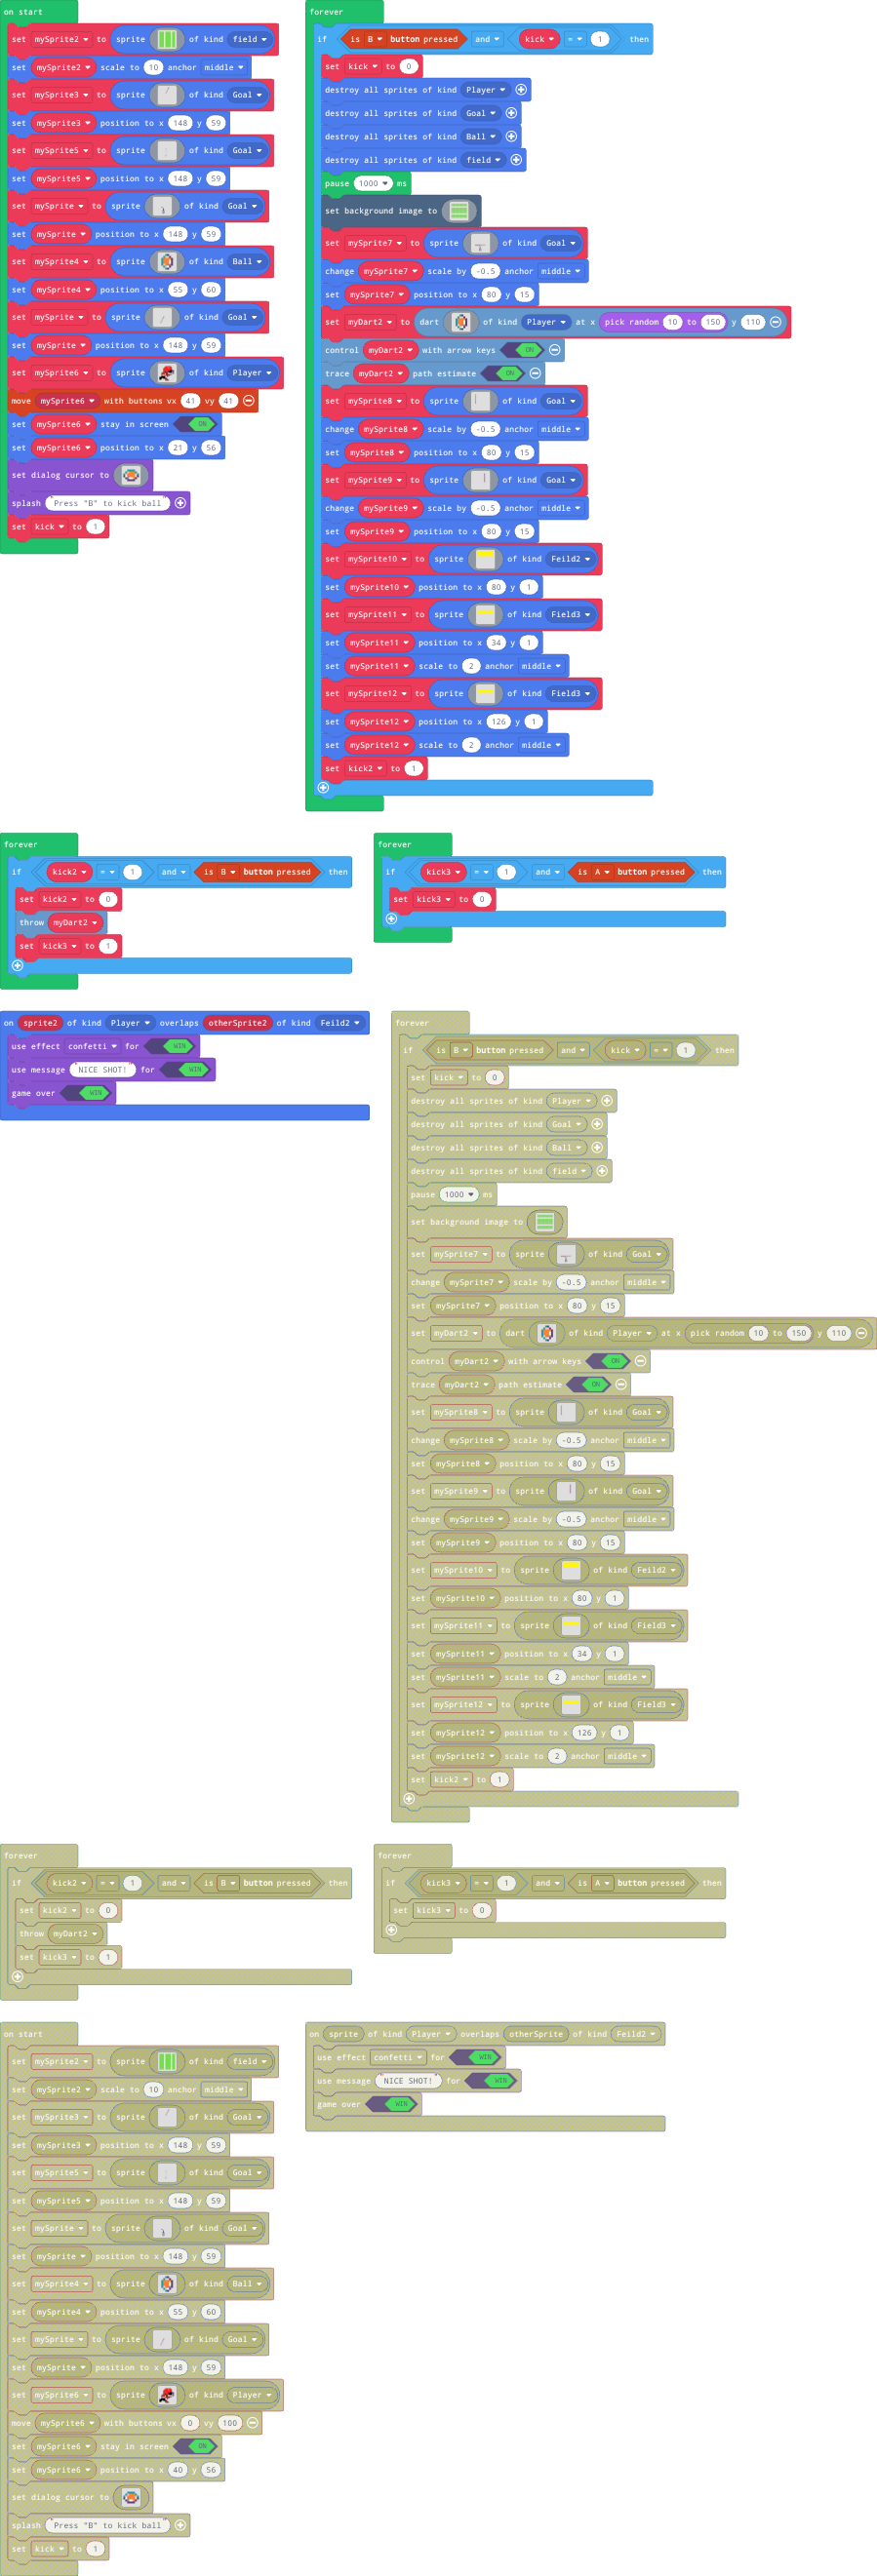 on start
set mySprite2 to sprite of kind field
set mySprite2 scale to 10 anchor middle
set mySprite3 to sprite of kind Goal
set mySprite3 position to x 148 y 59
set mySprite5 to sprite of kind Goal
set mySprite5 position to x 148 y 59
set mySprite to sprite of kind Goal
set mySprite position to x 148 y 59
set mySprite4 to sprite of kind Ball
set mySprite4 position to x 55 y 60
set mySprite to sprite of kind Goal
set mySprite position to x 148 y 59
set mySprite6 to sprite of kind Player
move mySprite6 with buttons vx 41 vy 41
set mySprite6 stay in screen ON
set mySprite6 position to x 21 y 56
set dialog cursor to
splash "Press "B" to kick ball"
set kick to 1
forever
if is B button pressed and kick = 1 then
set kick to 0
destroy all sprites of kind Player
destroy all sprites of kind Goal
destroy all sprites of kind Ball
destroy all sprites of kind field
pause 1000 ms
set background image to
set mySprite7 to sprite of kind Goal
change mySprite7 scale by -0.5 anchor middle
set mySprite7 position to x 80 y 15
set myDart2 to dart of kind Player at x pick random 10 to 150 y 110
control myDart2 with arrow keys ON
trace myDart2 path estimate ON
set mySprite8 to sprite of kind Goal
change mySprite8 scale by -0.5 anchor middle
set mySprite8 position to x 80 y 15
set mySprite9 to sprite of kind Goal
change mySprite9 scale by -0.5 anchor middle
set mySprite9 position to x 80 y 15
set mySprite10 to sprite of kind Feild2
set mySprite10 position to x 80 y 1
set mySprite11 to sprite of kind Field3
set mySprite11 position to x 34 y 1
set mySprite11 scale to 2 anchor middle
set mySprite12 to sprite of kind Field3
set mySprite12 position to x 126 y 1
set mySprite12 scale to 2 anchor middle
set kick2 to 1
forever
if kick2 = 1 and is B button pressed then
set kick2 to 0
throw myDart2
set kick3 to 1
forever
if kick3 = 1 and is A button pressed then
set kick3 to 0
on sprite2 of kind Player overlaps otherSprite2 of kind Feild2
use effect confetti for WIN
use message "NICE SHOT!" for WIN
game over WIN
forever
if is B button pressed and kick = 1 then
set kick to 0
destroy all sprites of kind Player
destroy all sprites of kind Goal
destroy all sprites of kind Ball
destroy all sprites of kind field
pause 1000 ms
set background image to
set mySprite7 to sprite of kind Goal
change mySprite7 scale by -0.5 anchor middle
set mySprite7 position to x 80 y 15
set myDart2 to dart of kind Player at x pick random 10 to 150 y 110
control myDart2 with arrow keys ON
trace myDart2 path estimate ON
set mySprite8 to sprite of kind Goal
change mySprite8 scale by -0.5 anchor middle
set mySprite8 position to x 80 y 15
set mySprite9 to sprite of kind Goal
change mySprite9 scale by -0.5 anchor middle
set mySprite9 position to x 80 y 15
set mySprite10 to sprite of kind Feild2
set mySprite10 position to x 80 y 1
set mySprite11 to sprite of kind Field3
set mySprite11 position to x 34 y 1
set mySprite11 scale to 2 anchor middle
set mySprite12 to sprite of kind Field3
set mySprite12 position to x 126 y 1
set mySprite12 scale to 2 anchor middle
set kick2 to 1
forever
if kick2 = 1 and is B button pressed then
set kick2 to 0
throw myDart2
set kick3 to 1
forever
if kick3 = 1 and is A button pressed then
set kick3 to 0
on start
set mySprite2 to sprite of kind field
set mySprite2 scale to 10 anchor middle
set mySprite3 to sprite of kind Goal
set mySprite3 position to x 148 y 59
set mySprite5 to sprite of kind Goal
set mySprite5 position to x 148 y 59
set mySprite to sprite of kind Goal
set mySprite position to x 148 y 59
set mySprite4 to sprite of kind Ball
set mySprite4 position to x 55 y 60
set mySprite to sprite of kind Goal
set mySprite position to x 148 y 59
set mySprite6 to sprite of kind Player
move mySprite6 with buttons vx 0 vy 100
set mySprite6 stay in screen ON
set mySprite6 position to x 40 y 56
set dialog cursor to
splash "Press "B" to kick ball"
set kick to 1
on sprite of kind Player overlaps otherSprite of kind Feild2
use effect confetti for WIN
use message "NICE SHOT!" for WIN
game over WIN